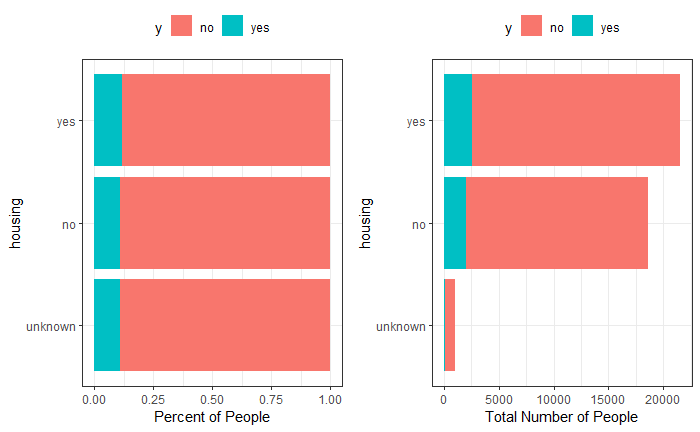 y no yes
yes
no
unknown
housing
0.00 0.25 0.50 0.75 1.00
Percent of People
y no yes
yes
no
unknown
housing
0 5000 10000 15000 20000
Total Number of People